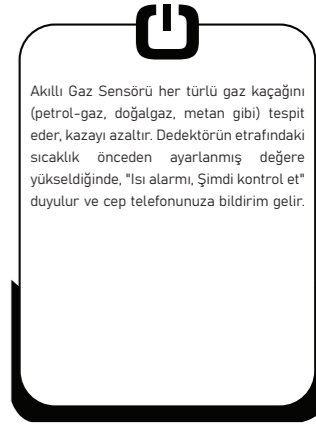 Akıllı Gaz Sensörü her türlü gaz kaçağını
(petrol-gaz, doğalgaz, metan gibi) tespit
eder, kazayı azaltır. Dedektörün etrafındaki
sıcaklık önceden ayarlanmış değere
yükseldiğinde, "Isı alarmı, Şimdi kontrol et"
duyulur ve cep telefonunuza bildirim gelir.